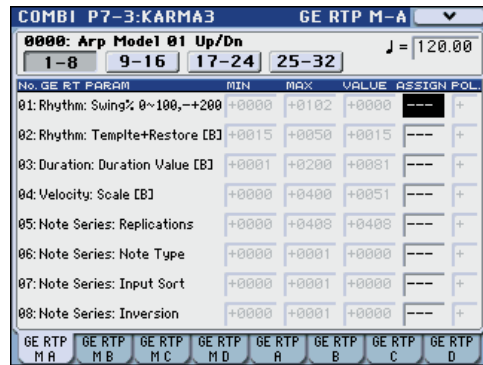 COMBI P7-3:KARMA3 GE RTP M-A
0000: Arp Model 01 Up/Dn ♩= 120.00
1-8 9-16 17-24 25-32
No. GE RT PARAM MIN MAX VALUE ASSIGN POL.
01: Rhythm: Swing% 0~100,-+200 +0000 +0102 +0000 --- +
02: Rhythm: Templte+Restore [B] +0015 +0050 +0015 --- +
03: Duration: Duration Value [B] +0001 +0200 +0081 --- +
04: Velocity: Scale [B] +0000 +0400 +0051 --- +
05: Note Series: Replications +0000 +0408 +0408 --- +
06: Note Series: Note Type +0000 +0001 +0000 --- +
07: Note Series: Input Sort +0000 +0001 +0000 --- +
08: Note Series: Inversion +0000 +0001 +0000 --- +
GE RTP M A GE RTP M B GE RTP M C GE RTP M D GE RTP A GE RTP B GE RTP C GE RTP D